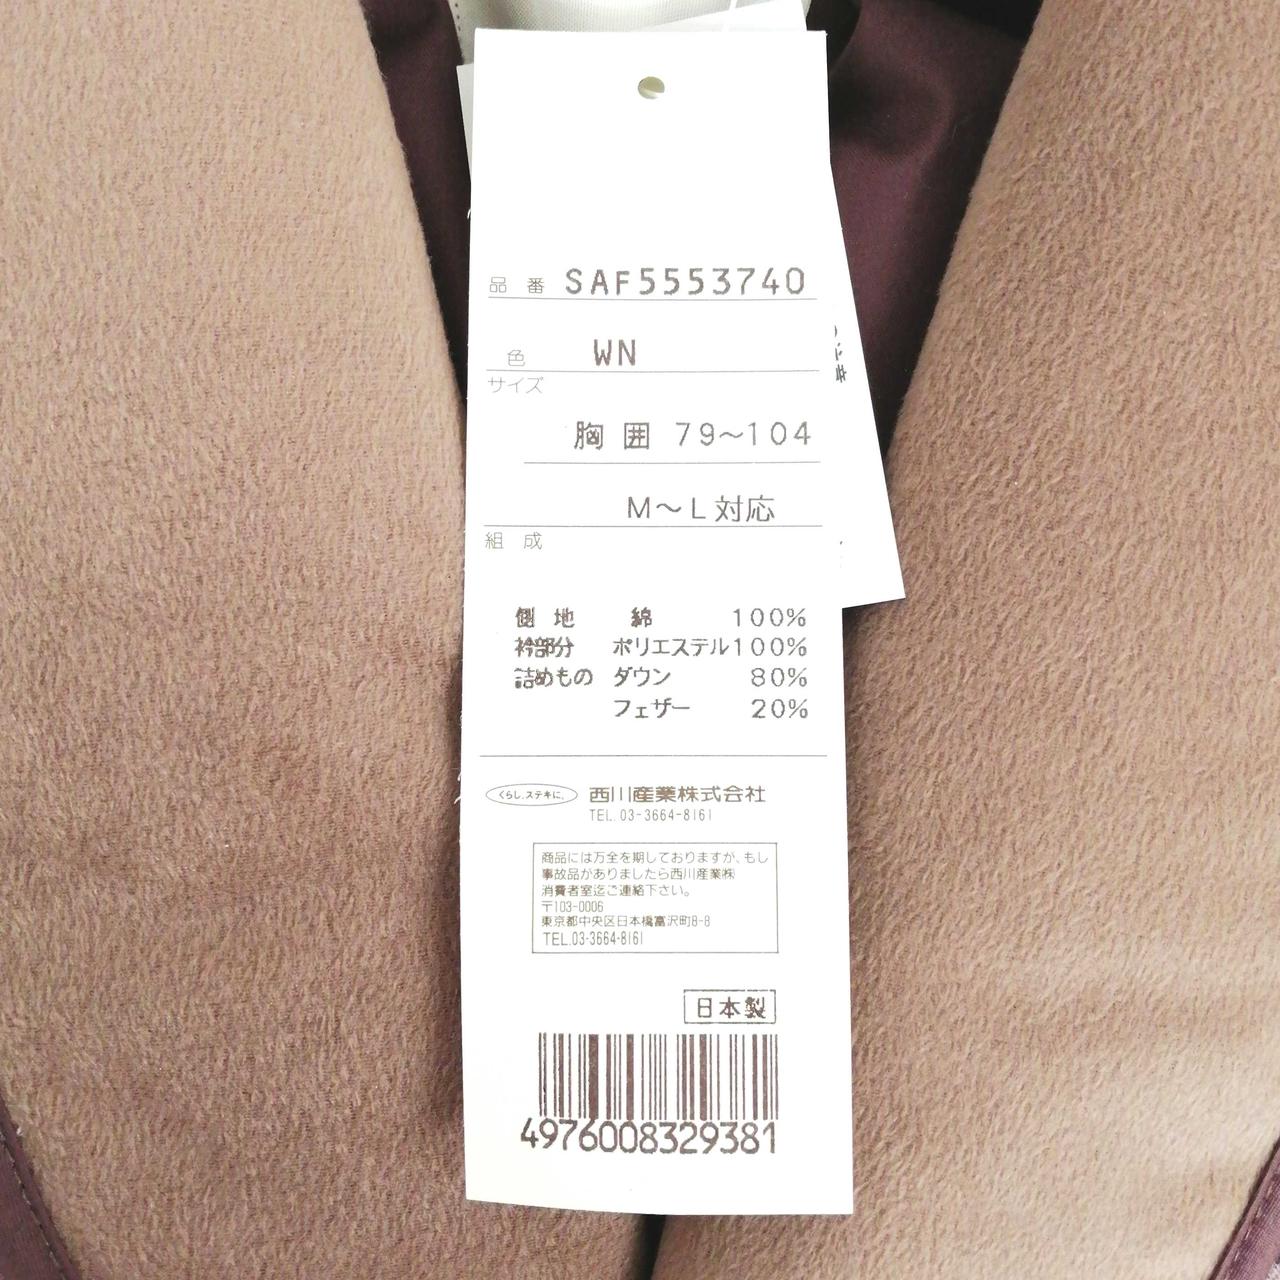 品 番 SAF5553740
色 WN
サイズ
胸 囲 79～104
M～L対応
組 成
側 地 綿 100%
衿部分 ポリエステル100%
詰めもの ダウン 80%
フェザー 20%
くらし、ステキに。 西川産業株式会社
TEL. 03-3664-8161
商品には万全を期しておりますが、もし
事故品がありましたら西川産業㈱
消費者室迄ご連絡下さい。
〒103-0006
東京都中央区日本橋富沢町8-8
TEL.03-3664-8161
日本製
4976008329381